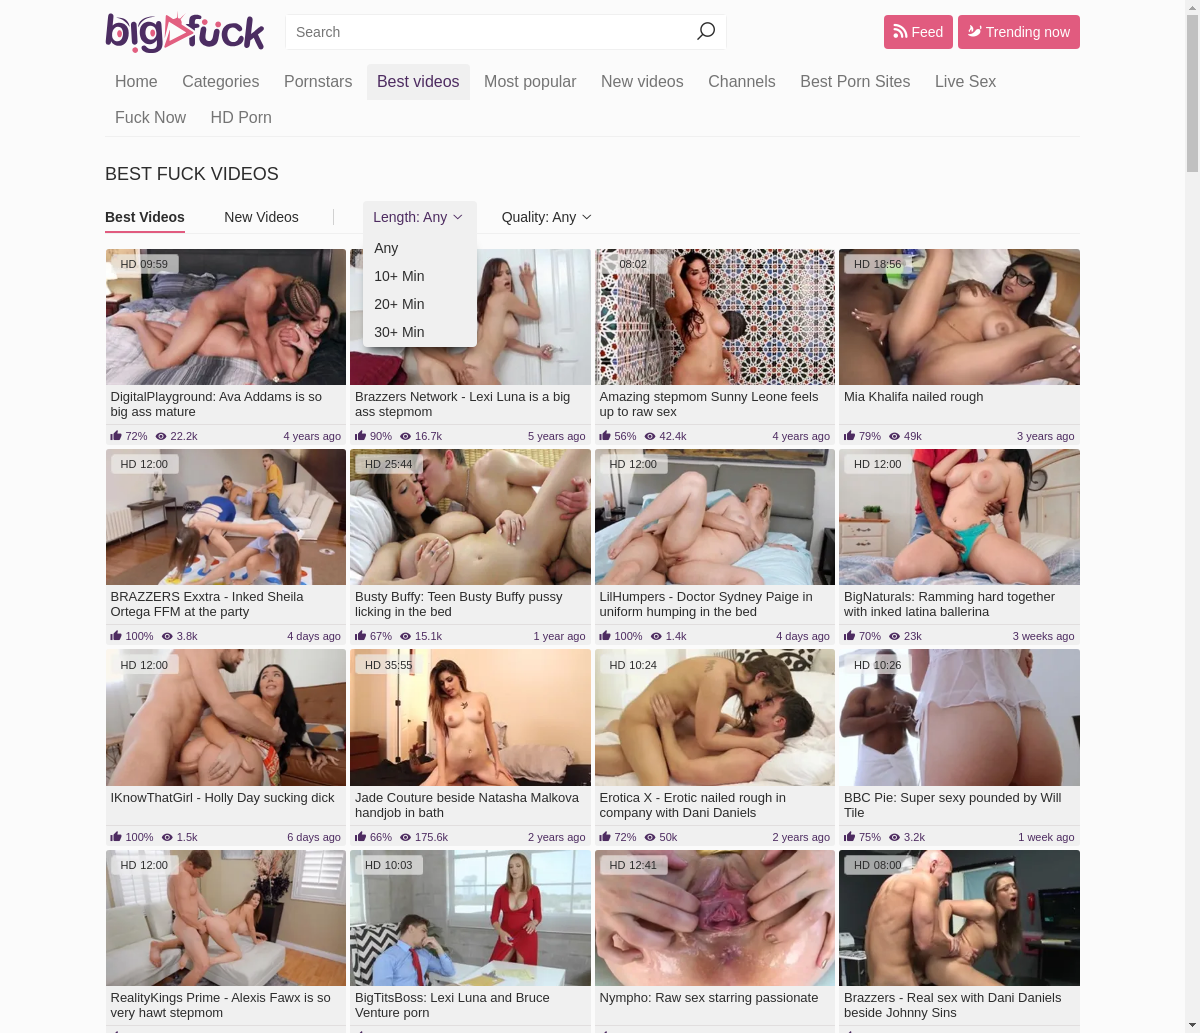 bigfuck
Search
Feed
Trending now
Home Categories Pornstars Best videos Most popular New videos Channels Best Porn Sites Live Sex
Fuck Now HD Porn
BEST FUCK VIDEOS
Best Videos New Videos Length: Any Quality: Any
Any
10+ Min
20+ Min
30+ Min
HD 09:59
08:02
HD 18:56
DigitalPlayground: Ava Addams is so
big ass mature
72% 22.2k 4 years ago
Brazzers Network - Lexi Luna is a big
ass stepmom
90% 16.7k 5 years ago
Amazing stepmom Sunny Leone feels
up to raw sex
56% 42.4k 4 years ago
Mia Khalifa nailed rough
79% 49k 3 years ago
HD 12:00
HD 25:44
HD 12:00
HD 12:00
BRAZZERS Exxtra - Inked Sheila
Ortega FFM at the party
100% 3.8k 4 days ago
Busty Buffy: Teen Busty Buffy pussy
licking in the bed
67% 15.1k 1 year ago
LilHumpers - Doctor Sydney Paige in
uniform humping in the bed
100% 1.4k 4 days ago
BigNaturals: Ramming hard together
with inked latina ballerina
70% 23k 3 weeks ago
HD 12:00
HD 35:55
HD 10:24
HD 10:26
IKnowThatGirl - Holly Day sucking dick
100% 1.5k 6 days ago
Jade Couture beside Natasha Malkova
handjob in bath
66% 175.6k 2 years ago
Erotica X - Erotic nailed rough in
company with Dani Daniels
72% 50k 2 years ago
BBC Pie: Super sexy pounded by Will
Tile
75% 3.2k 1 week ago
HD 12:00
HD 10:03
HD 12:41
HD 08:00
RealityKings Prime - Alexis Fawx is so
very hawt stepmom
BigTitsBoss: Lexi Luna and Bruce
Venture porn
Nympho: Raw sex starring passionate
Brazzers - Real sex with Dani Daniels
beside Johnny Sins